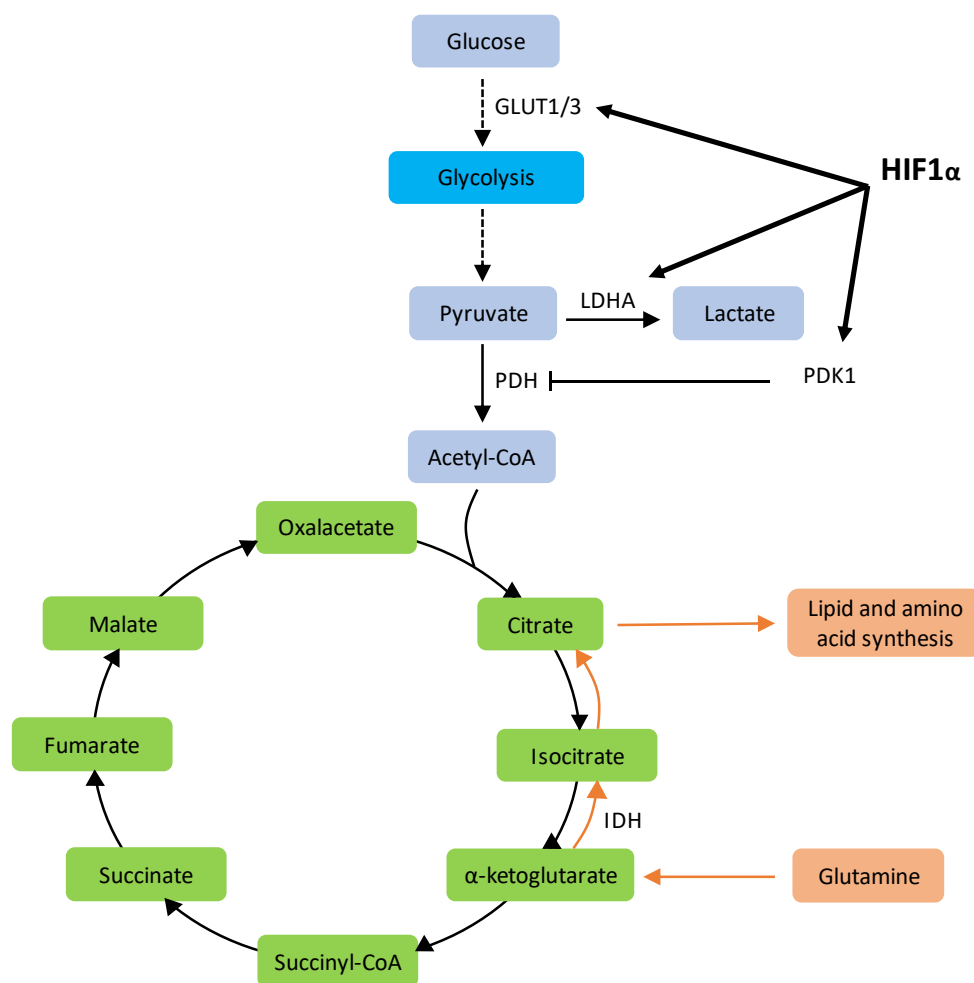 Glucose
GLUT1/3
HIF1α
Glycolysis
LDHA
Pyruvate
Lactate
PDH
PDK1
Acetyl-CoA
Oxalacetate
Malate
Citrate
Lipid and amino
acid synthesis
Fumarate
Isocitrate
IDH
Succinate
α-ketoglutarate
Glutamine
Succinyl-CoA